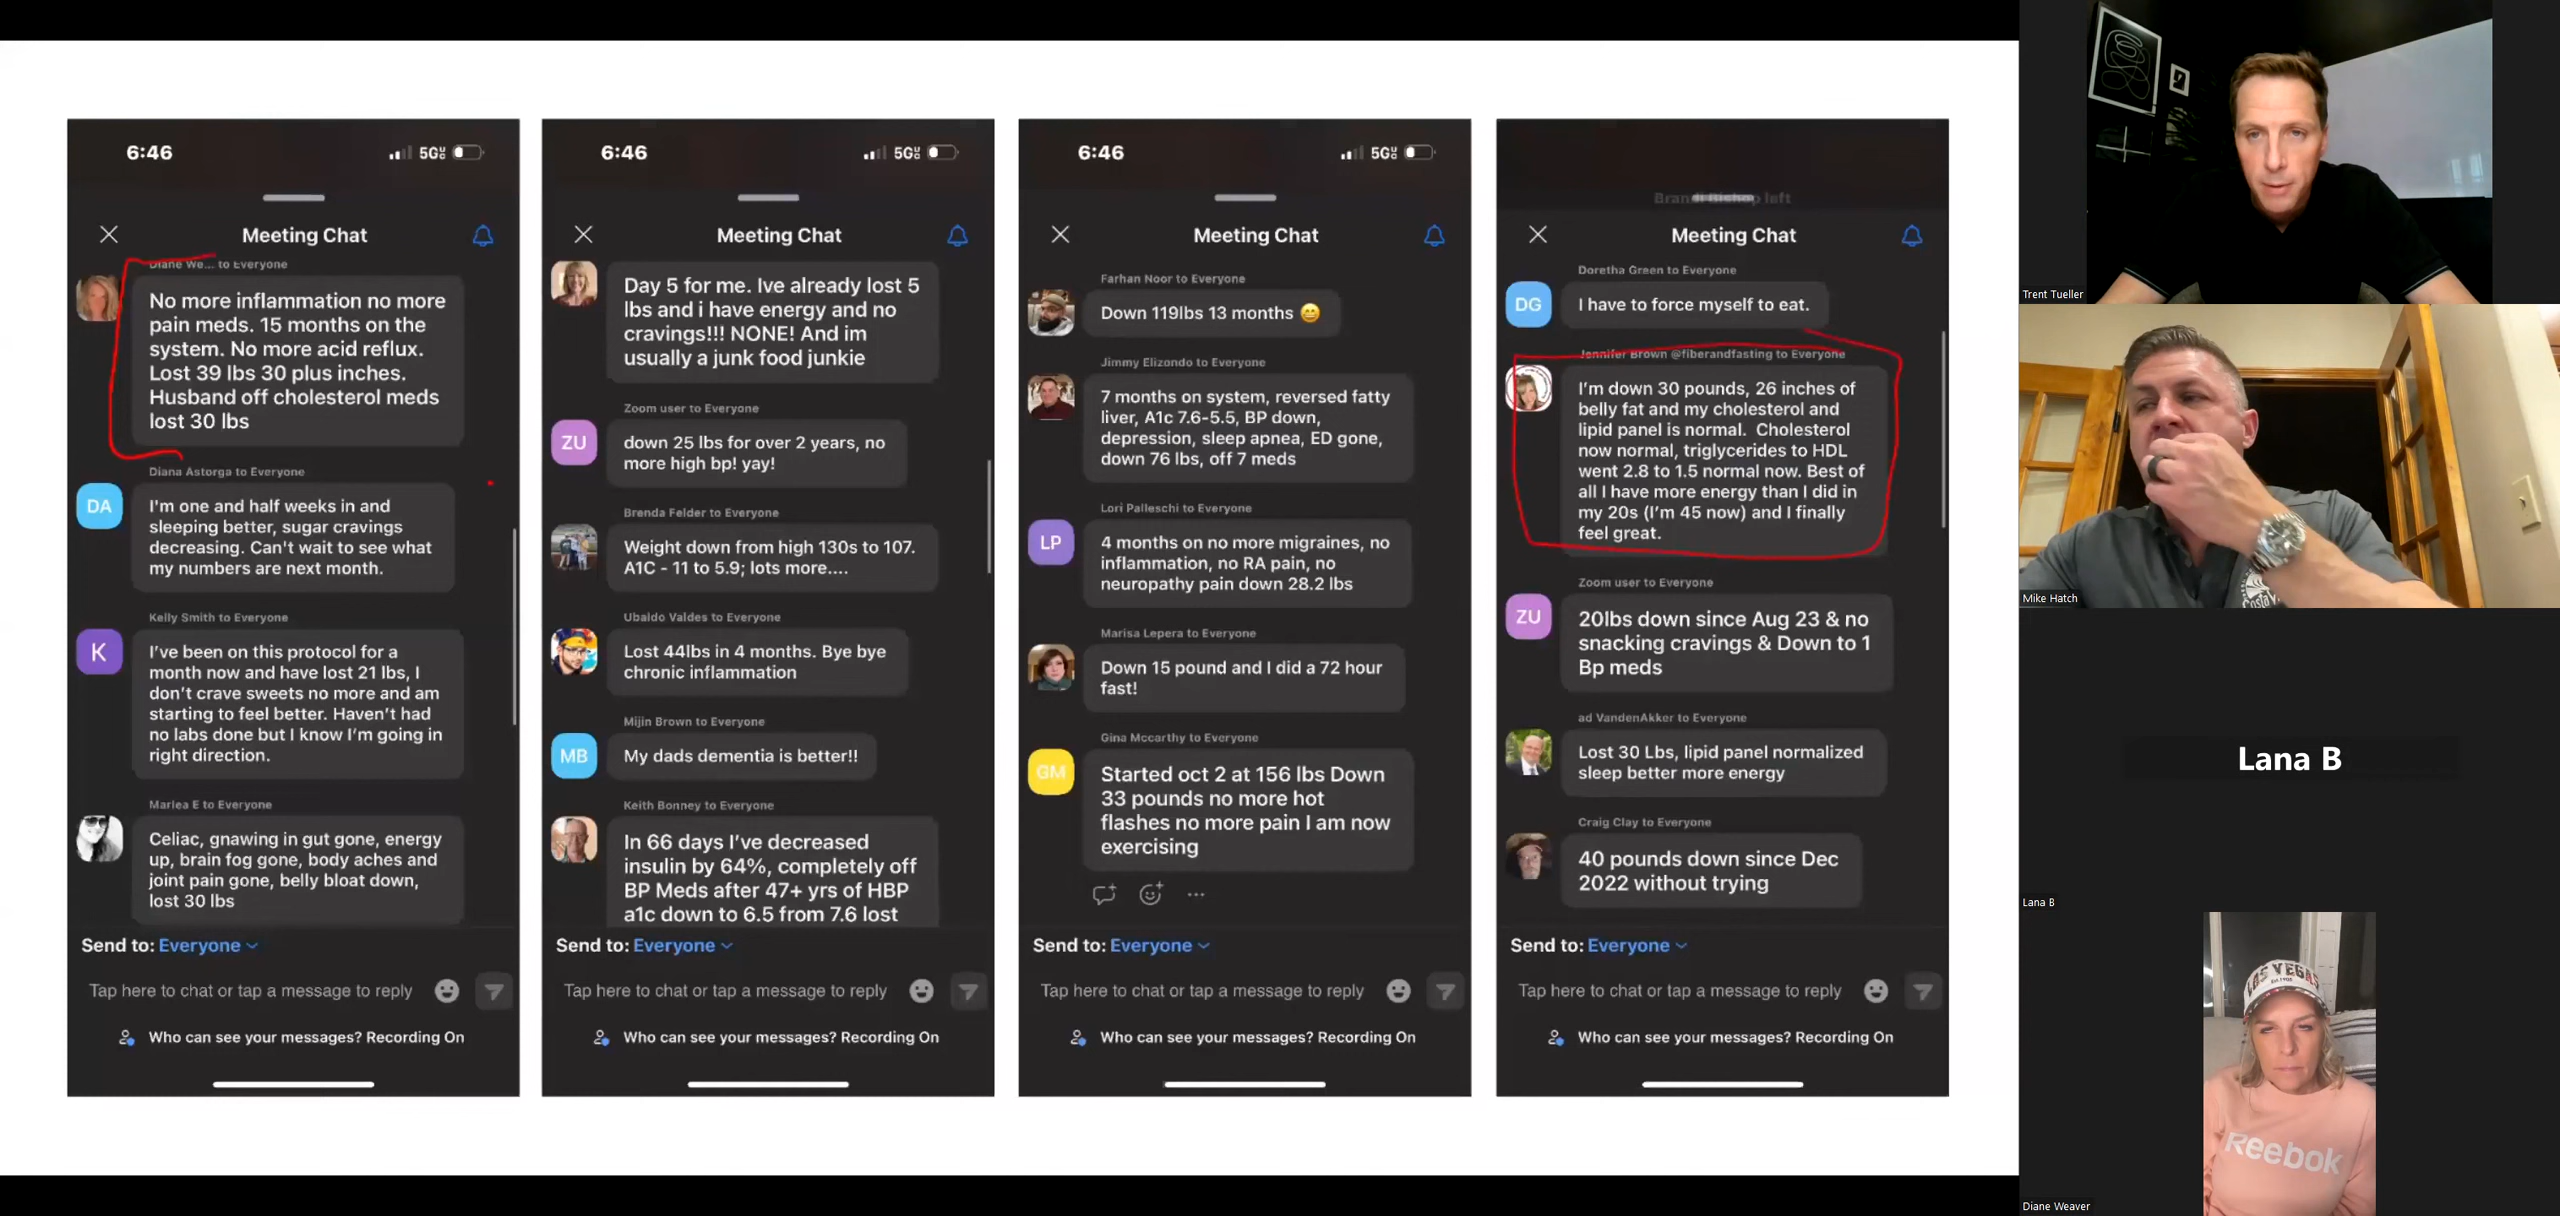 6:46
5G
Meeting Chat
Diane We... to Everyone
No more inflammation no more
pain meds. 15 months on the
system. No more acid reflux.
Lost 39 lbs 30 plus inches.
Husband off cholesterol meds
lost 30 lbs
Diana Astorga to Everyone
DA
I'm one and half weeks in and
sleeping better, sugar cravings
decreasing. Can't wait to see what
my numbers are next month.
Kelly Smith to Everyone
K
I've been on this protocol for a
month now and have lost 21 lbs, I
don't crave sweets no more and am
starting to feel better. Haven't had
no labs done but I know I'm going in
right direction.
Marlea E to Everyone
Celiac, gnawing in gut gone, energy
up, brain fog gone, body aches and
joint pain gone, belly bloat down,
lost 30 lbs
Send to: Everyone
Tap here to chat or tap a message to reply
Who can see your messages? Recording On
6:46
5G
Meeting Chat
Day 5 for me. Ive already lost 5
lbs and i have energy and no
cravings!!! NONE! And im
usually a junk food junkie
Zoom user to Everyone
ZU
down 25 lbs for over 2 years, no
more high bp! yay!
Brenda Felder to Everyone
Weight down from high 130s to 107.
A1C - 11 to 5.9; lots more....
Ubaldo Valdes to Everyone
Lost 44lbs in 4 months. Bye bye
chronic inflammation
Mijin Brown to Everyone
MB
My dads dementia is better!!
Keith Bonney to Everyone
In 66 days I've decreased
insulin by 64%, completely off
BP Meds after 47+ yrs of HBP
a1c down to 6.5 from 7.6 lost
Send to: Everyone
Tap here to chat or tap a message to reply
Who can see your messages? Recording On
6:46
5G
Meeting Chat
Farhan Noor to Everyone
Down 119lbs 13 months 😄
Jimmy Elizondo to Everyone
7 months on system, reversed fatty
liver, A1c 7.6-5.5, BP down,
depression, sleep apnea, ED gone,
down 76 lbs, off 7 meds
Lori Palleschi to Everyone
LP
4 months on no more migraines, no
inflammation, no RA pain, no
neuropathy pain down 28.2 lbs
Marisa Lepera to Everyone
Down 15 pound and I did a 72 hour
fast!
Gina Mccarthy to Everyone
GM
Started oct 2 at 156 lbs Down
33 pounds no more hot
flashes no more pain I am now
exercising
Send to: Everyone
Tap here to chat or tap a message to reply
Who can see your messages? Recording On
left
Meeting Chat
Doretha Green to Everyone
DG
I have to force myself to eat.
Jennifer Brown @fiberandfasting to Everyone
I'm down 30 pounds, 26 inches of
belly fat and my cholesterol and
lipid panel is normal. Cholesterol
now normal, triglycerides to HDL
went 2.8 to 1.5 normal now. Best of
all I have more energy than I did in
my 20s (I'm 45 now) and I finally
feel great.
Zoom user to Everyone
ZU
20lbs down since Aug 23 & no
snacking cravings & Down to 1
Bp meds
ad VandenAkker to Everyone
Lost 30 Lbs, lipid panel normalized
sleep better more energy
Craig Clay to Everyone
40 pounds down since Dec
2022 without trying
Send to: Everyone
Tap here to chat or tap a message to reply
Who can see your messages? Recording On
Trent Tueller
Mike Hatch
Lana B
Lana B
LAS VEGAS
Reebok
Diane Weaver